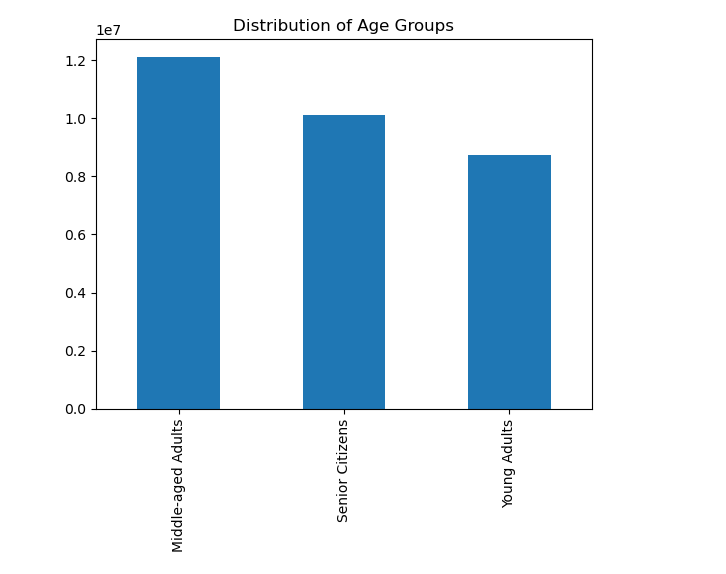 Distribution of Age Groups
1e7
1.2
1.0
0.8
0.6
0.4
0.2
0.0
Middle-aged Adults
Senior Citizens
Young Adults